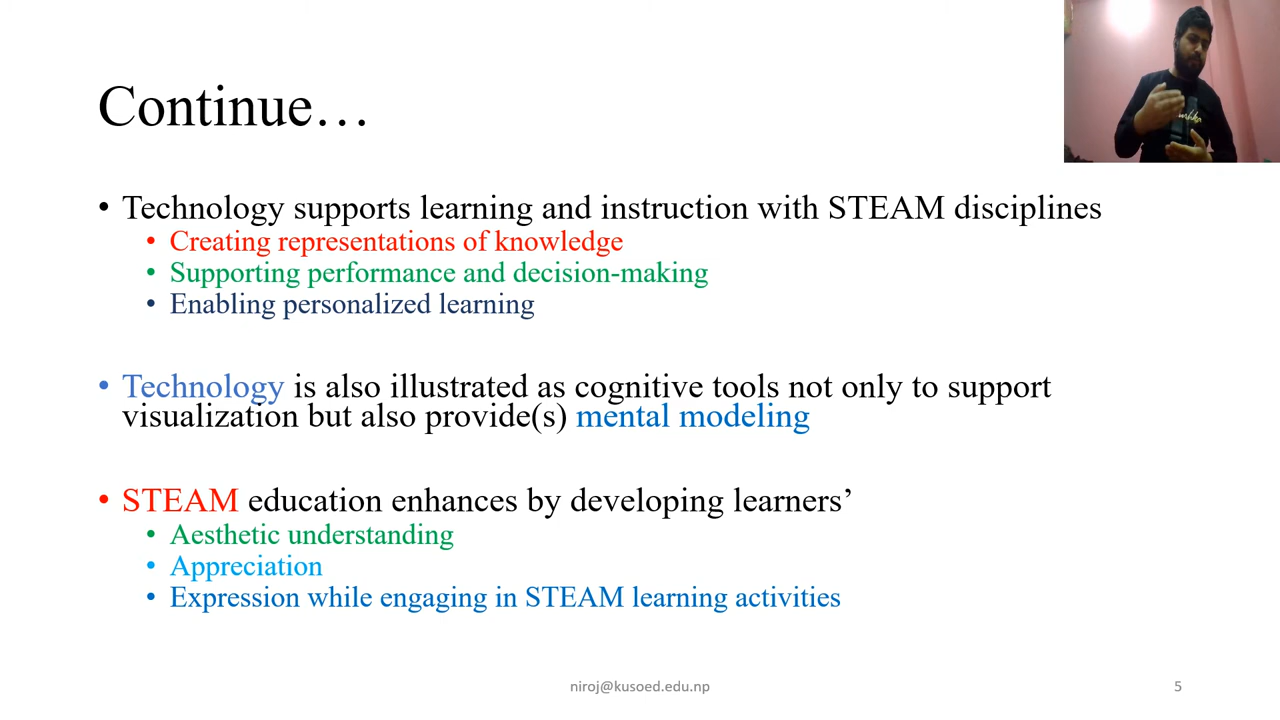 Continue…
• Technology supports learning and instruction with STEAM disciplines
• Creating representations of knowledge
• Supporting performance and decision-making
• Enabling personalized learning
• Technology is also illustrated as cognitive tools not only to support
visualization but also provide(s) mental modeling
• STEAM education enhances by developing learners’
• Aesthetic understanding
• Appreciation
• Expression while engaging in STEAM learning activities
niroj@kusoed.edu.np
5